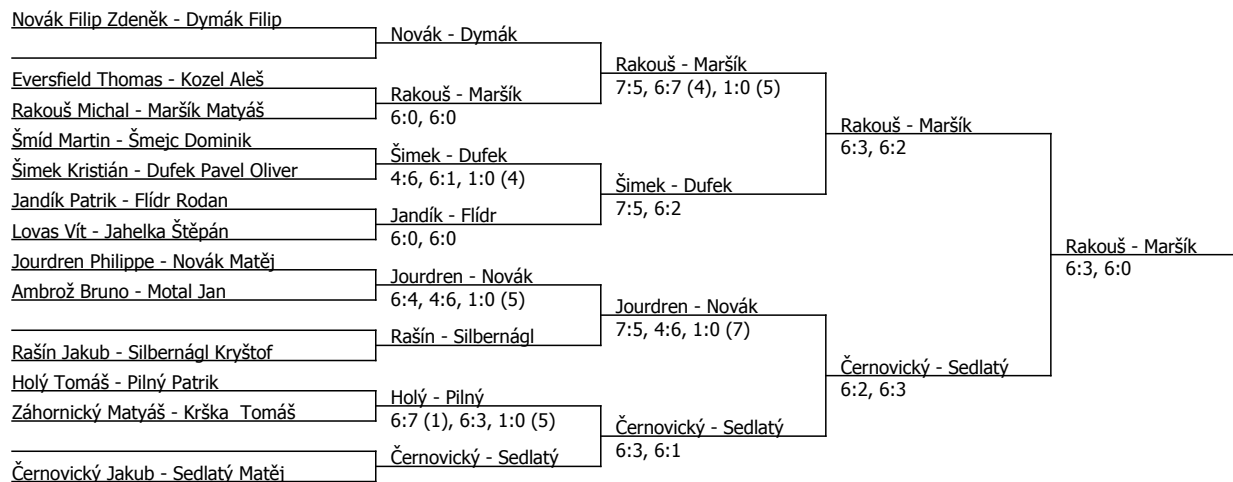 Novák Filip Zdeněk - Dymák Filip
Eversfield Thomas - Kozel Aleš
Rakouš Michal - Maršík Matyáš
Šmíd Martin - Šmejc Dominik
Šimek Kristián - Dufek Pavel Oliver
Jandík Patrik - Flídr Rodan
Lovas Vít - Jahelka Štěpán
Jourdren Philippe - Novák Matěj
Ambrož Bruno - Motal Jan
Rašín Jakub - Silbernágl Kryštof
Holý Tomáš - Pilný Patrik
Záhornický Matyáš - Krška  Tomáš
Černovický Jakub - Sedlatý Matěj
Novák - Dymák
Rakouš - Maršík
6:0, 6:0
Šimek - Dufek
4:6, 6:1, 1:0 (4)
Jandík - Flídr
6:0, 6:0
Jourdren - Novák
6:4, 4:6, 1:0 (5)
Rašín - Silbernágl
Holý - Pilný
6:7 (1), 6:3, 1:0 (5)
Černovický - Sedlatý
Rakouš - Maršík
7:5, 6:7 (4), 1:0 (5)
Šimek - Dufek
7:5, 6:2
Jourdren - Novák
7:5, 4:6, 1:0 (7)
Černovický - Sedlatý
6:3, 6:1
Rakouš - Maršík
6:3, 6:2
Černovický - Sedlatý
6:2, 6:3
Rakouš - Maršík
6:3, 6:0